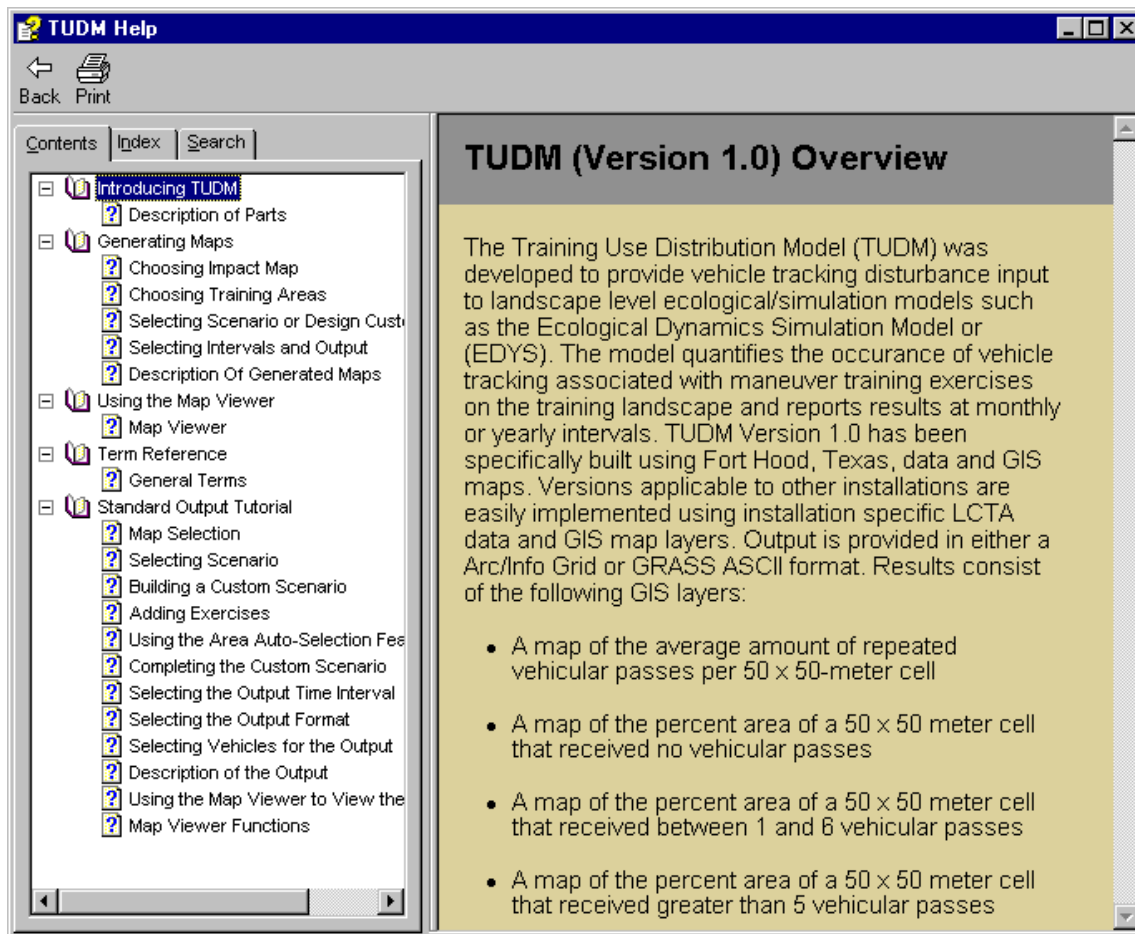 TUDM Help
Back Print
Contents Index Search
Introducing TUDM
Description of Parts
Generating Maps
Choosing Impact Map
Choosing Training Areas
Selecting Scenario or Design Cust
Selecting Intervals and Output
Description Of Generated Maps
Using the Map Viewer
Map Viewer
Term Reference
General Terms
Standard Output Tutorial
Map Selection
Selecting Scenario
Building a Custom Scenario
Adding Exercises
Using the Area Auto-Selection Fea
Completing the Custom Scenario
Selecting the Output Time Interval
Selecting the Output Format
Selecting Vehicles for the Output
Description of the Output
Using the Map Viewer to View the
Map Viewer Functions
TUDM (Version 1.0) Overview
The Training Use Distribution Model (TUDM) was
developed to provide vehicle tracking disturbance input
to landscape level ecological/simulation models such
as the Ecological Dynamics Simulation Model or
(EDYS). The model quantifies the occurance of vehicle
tracking associated with maneuver training exercises
on the training landscape and reports results at monthly
or yearly intervals. TUDM Version 1.0 has been
specifically built using Fort Hood, Texas, data and GIS
maps. Versions applicable to other installations are
easily implemented using installation specific LCTA
data and GIS map layers. Output is provided in either a
Arc/Info Grid or GRASS ASCII format. Results consist
of the following GIS layers:
• A map of the average amount of repeated
vehicular passes per 50 x 50-meter cell
• A map of the percent area of a 50 x 50 meter cell
that received no vehicular passes
• A map of the percent area of a 50 x 50 meter cell
that received between 1 and 6 vehicular passes
• A map of the percent area of a 50 x 50 meter cell
that received greater than 5 vehicular passes